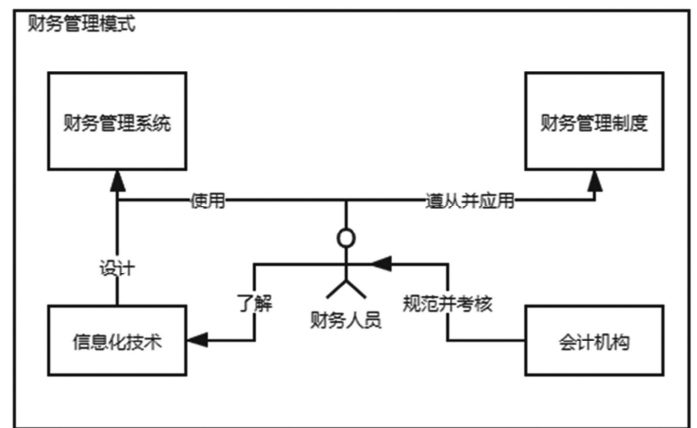 财务管理模式
财务管理系统
财务管理制度
使用
遵从并应用
设计
了解
财务人员
规范并考核
信息化技术
会计机构